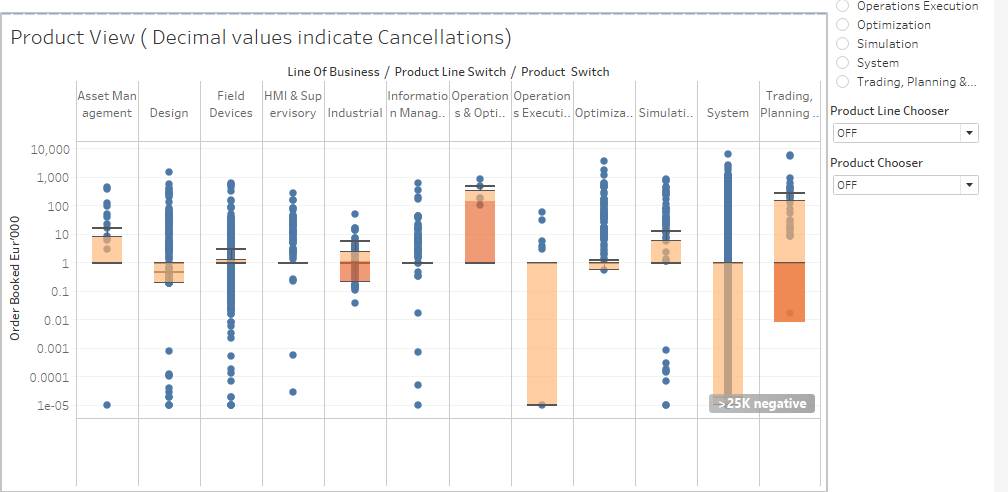 Operations Execution
Optimization
Simulation
System
Trading, Planning &...
Product View ( Decimal values indicate Cancellations)
Line Of Business / Product Line Switch / Product Switch
Asset Man
agement
Design
Field
Devices
HMI & Sup
ervisory
Industrial
Informatio
n Manag..
Operation
s & Opti..
Operation
s Executi..
Optimiza..
Simulati..
System
Trading,
Planning ..
Product Line Chooser
OFF
Product Chooser
OFF
Order Booked Eur'000
10,000
1,000
100
10
1
0.1
0.01
0.001
0.0001
1e-05
>25K negative